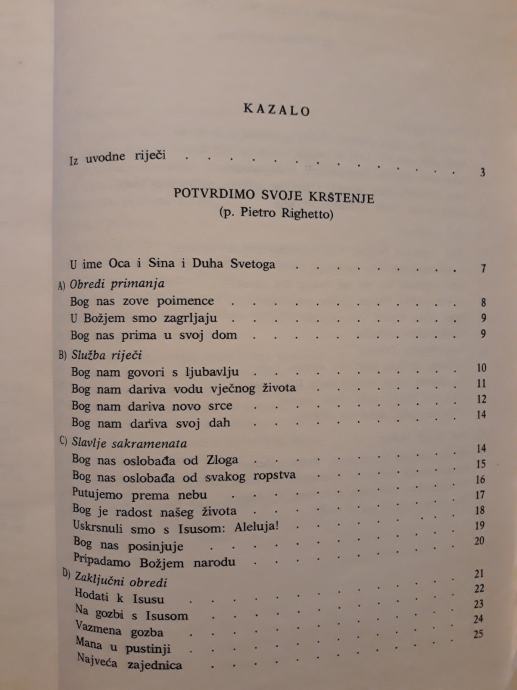 KAZALO
Iz uvodne riječi . . . . . . . . . . . . . 3
POTVRDIMO SVOJE KRŠTENJE
(p. Pietro Righetto)
U ime Oca i Sina i Duha Svetoga . . . . . . . . 7
A) Obredi primanja
Bog nas zove poimence . . . . . . . . . . . 8
U Božjem smo zagrljaju . . . . . . . . . . . 9
Bog nas prima u svoj dom . . . . . . . . . . 9
B) Služba riječi
Bog nam govori s ljubavlju . . . . . . . . . . 10
Bog nam dariva vodu vječnog života . . . . . . . 11
Bog nam dariva novo srce . . . . . . . . . . 12
Bog nam dariva svoj dah . . . . . . . . . . 14
C) Slavlje sakramenata
Bog nas oslobađa od Zloga . . . . . . . . . . 14
Bog nas oslobađa od svakog ropstva . . . . . . . 15
Putujemo prema nebu . . . . . . . . . . . 16
Bog je radost našeg života . . . . . . . . . . 17
Uskrsnuli smo s Isusom: Aleluja! . . . . . . . . 18
Bog nas posinjuje . . . . . . . . . . . 19
Pripadamo Božjem narodu . . . . . . . . . . 20
D) Zaključni obredi
Hodati k Isusu . . . . . . . . . . . . 21
Na gozbi s Isusom . . . . . . . . . . . 22
Vazmena gozba . . . . . . . . . . . . 23
Mana u pustinji . . . . . . . . . . . . 24
Najveća zajednica . . . . . . . . . . . 25